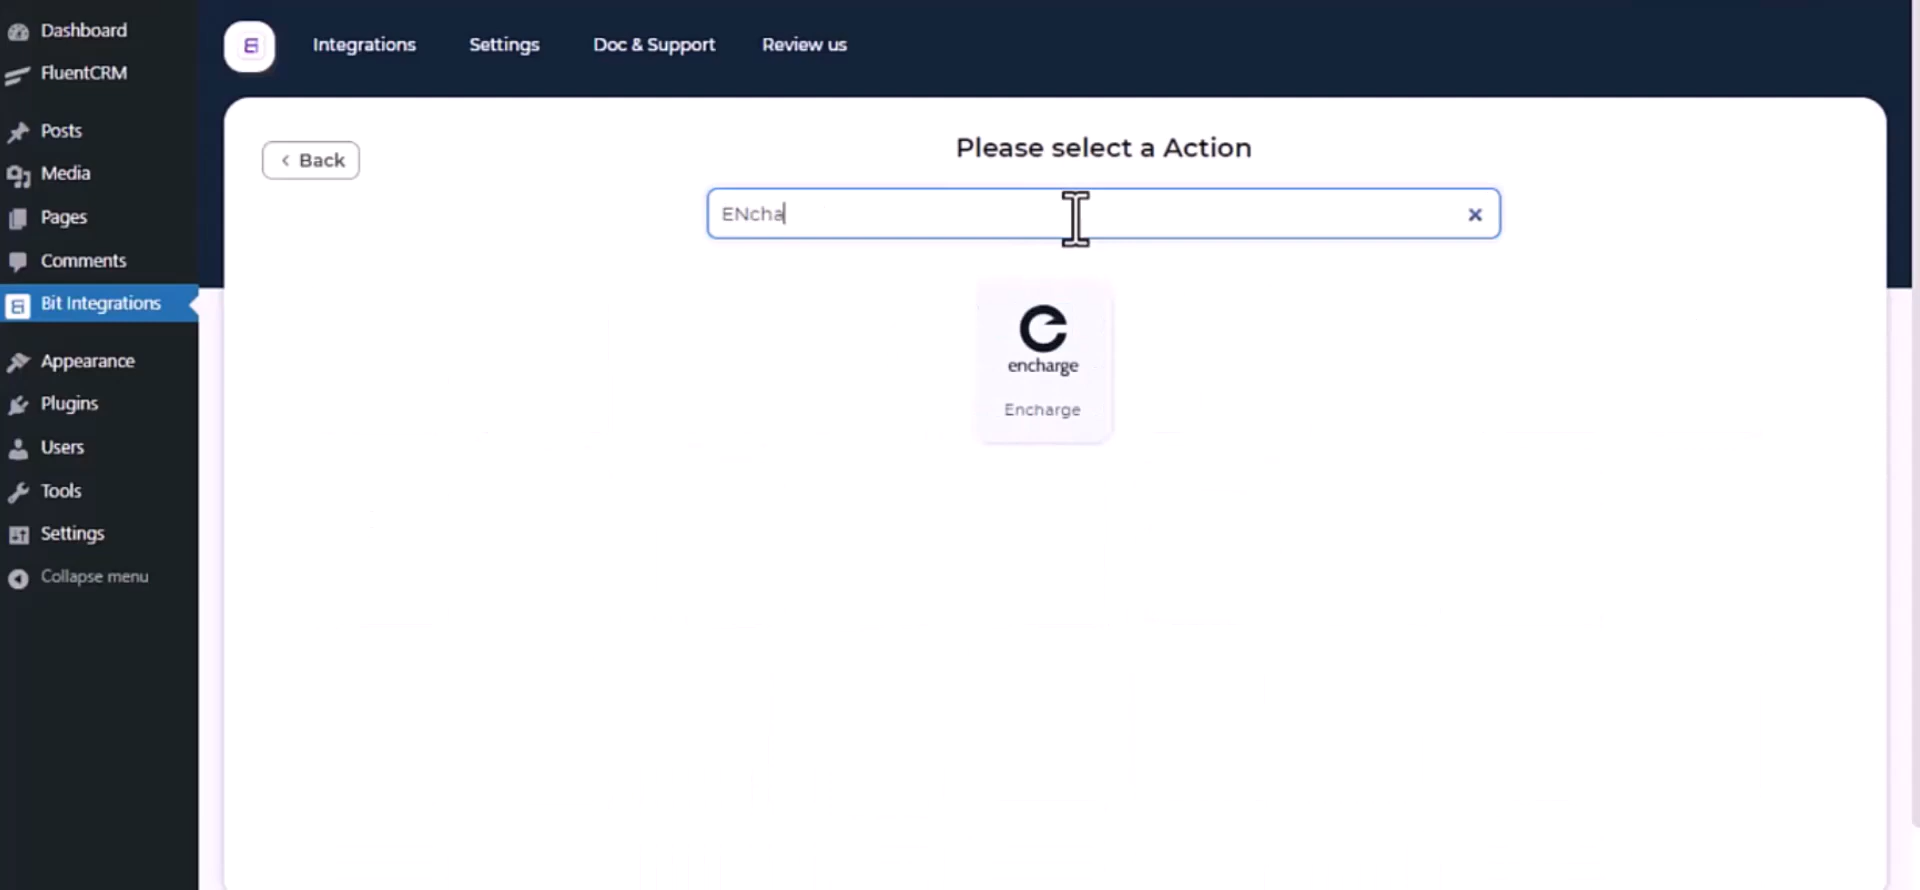 Dashboard
FluentCRM
Posts
Media
Pages
Comments
Bit Integrations
Appearance
Plugins
Users
Tools
Settings
Collapse menu
Integrations
Settings
Doc & Support
Review us
Back
Please select a Action
ENcha
encharge
Encharge